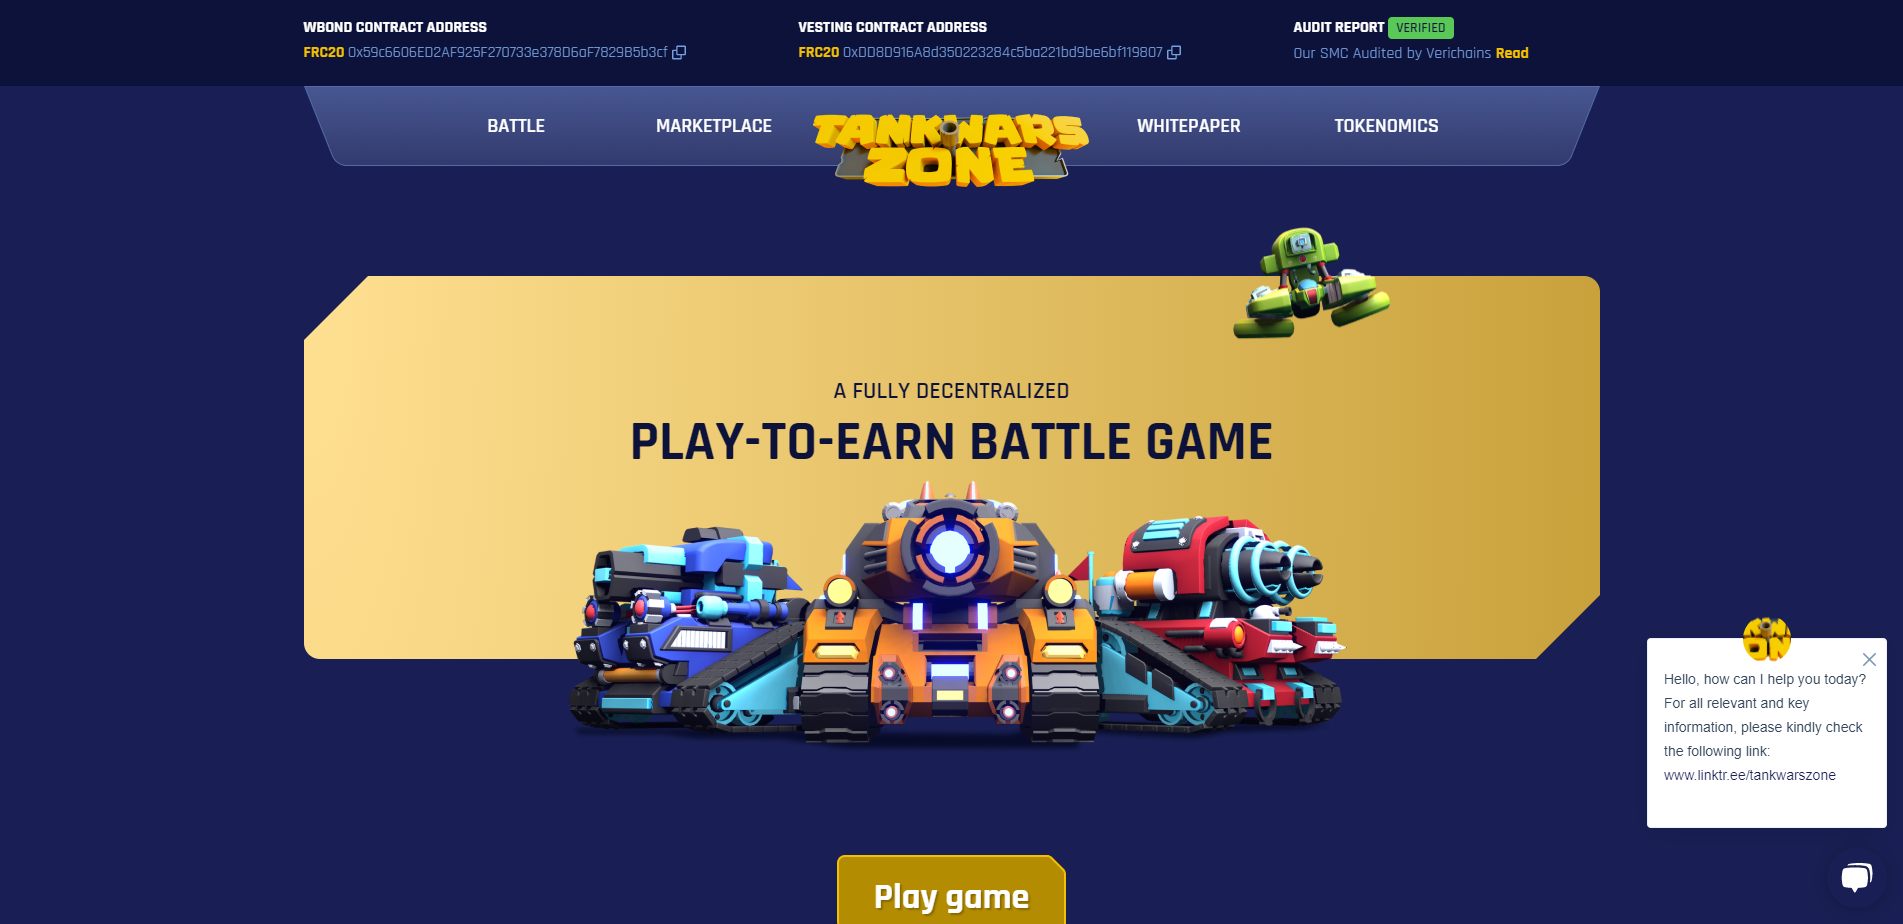 WBOND CONTRACT ADDRESS
FRC20 0x59c6606ED2AF925F270733e378D6aF7829B5b3cf
VESTING CONTRACT ADDRESS
FRC20 0xDD8D916A8d350223284c5ba221bd9be6bf119807
AUDIT REPORT VERIFIED
Our SMC Audited by Verichains Read
BATTLE
MARKETPLACE
TANKWARS
ZONE
WHITEPAPER
TOKENOMICS
A FULLY DECENTRALIZED
PLAY-TO-EARN BATTLE GAME
Hello, how can I help you today?
For all relevant and key
information, please kindly check
the following link:
www.linktr.ee/tankwarszone
Play game